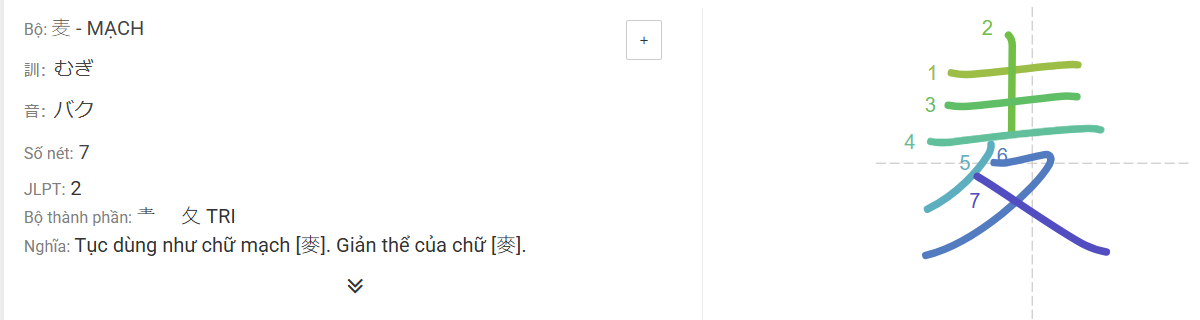 Bộ: 麦 - MẠCH
+
訓: むぎ
音: バク
Số nét: 7
JLPT: 2
Bộ thành phần: 龶 夂 TRI
Nghĩa: Tục dùng như chữ mạch [麥]. Giản thể của chữ [麥].
麦
1
2
3
4
5
6
7